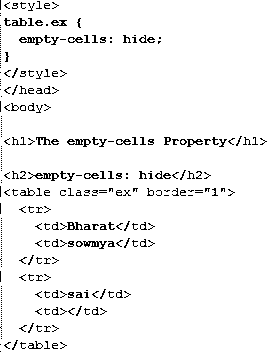 <style>
table.ex {
  empty-cells: hide;
}
</style>
</head>
<body>
<h1>The empty-cells Property</h1>
<h2>empty-cells: hide</h2>
<table class="ex" border="1">
  <tr>
    <td>Bharat</td>
    <td>sowmya</td>
  </tr>
  <tr>
    <td>sai</td>
    <td></td>
  </tr>
</table>